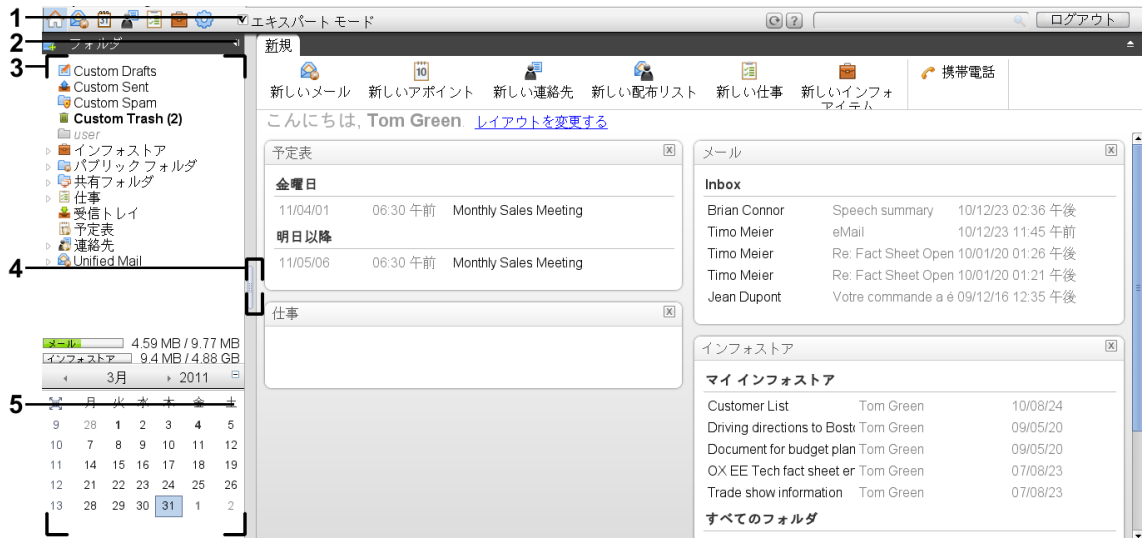 1
エキスパート モード
ログアウト
2
フォルダ
新規
3
Custom Drafts
Custom Sent
Custom Spam
Custom Trash (2)
user
インフォストア
パブリック フォルダ
共有フォルダ
仕事
受信トレイ
予定表
連絡先
Unified Mail
4
メール 4.59 MB / 9.77 MB
インフォストア 9.4 MB / 4.88 GB
3月 2011
5
月 火 水 木 金 土
9 28 1 2 3 4 5
10 7 8 9 10 11 12
11 14 15 16 17 18 19
12 21 22 23 24 25 26
13 28 29 30 31 1 2
新しいメール
新しいアポイント
新しい連絡先
新しい配布リスト
新しい仕事
新しいインフォ
アイテム
携帯電話
こんにちは, Tom Green. レイアウトを変更する
予定表
金曜日
11/04/01 06:30 午前 Monthly Sales Meeting
明日以降
11/05/06 06:30 午前 Monthly Sales Meeting
仕事
メール
Inbox
Brian Connor Speech summary 10/12/23 02:36 午後
Timo Meier eMail 10/12/23 11:45 午前
Timo Meier Re: Fact Sheet Open 10/01/20 01:26 午後
Timo Meier Re: Fact Sheet Open 10/01/20 01:21 午後
Jean Dupont Votre commande a é 09/12/16 12:35 午後
インフォストア
マイ インフォストア
Customer List Tom Green 10/08/24
Driving directions to Bosto Tom Green 09/05/20
Document for budget plan Tom Green 09/05/20
OX EE Tech fact sheet en Tom Green 07/08/23
Trade show information Tom Green 07/08/23
すべてのフォルダ